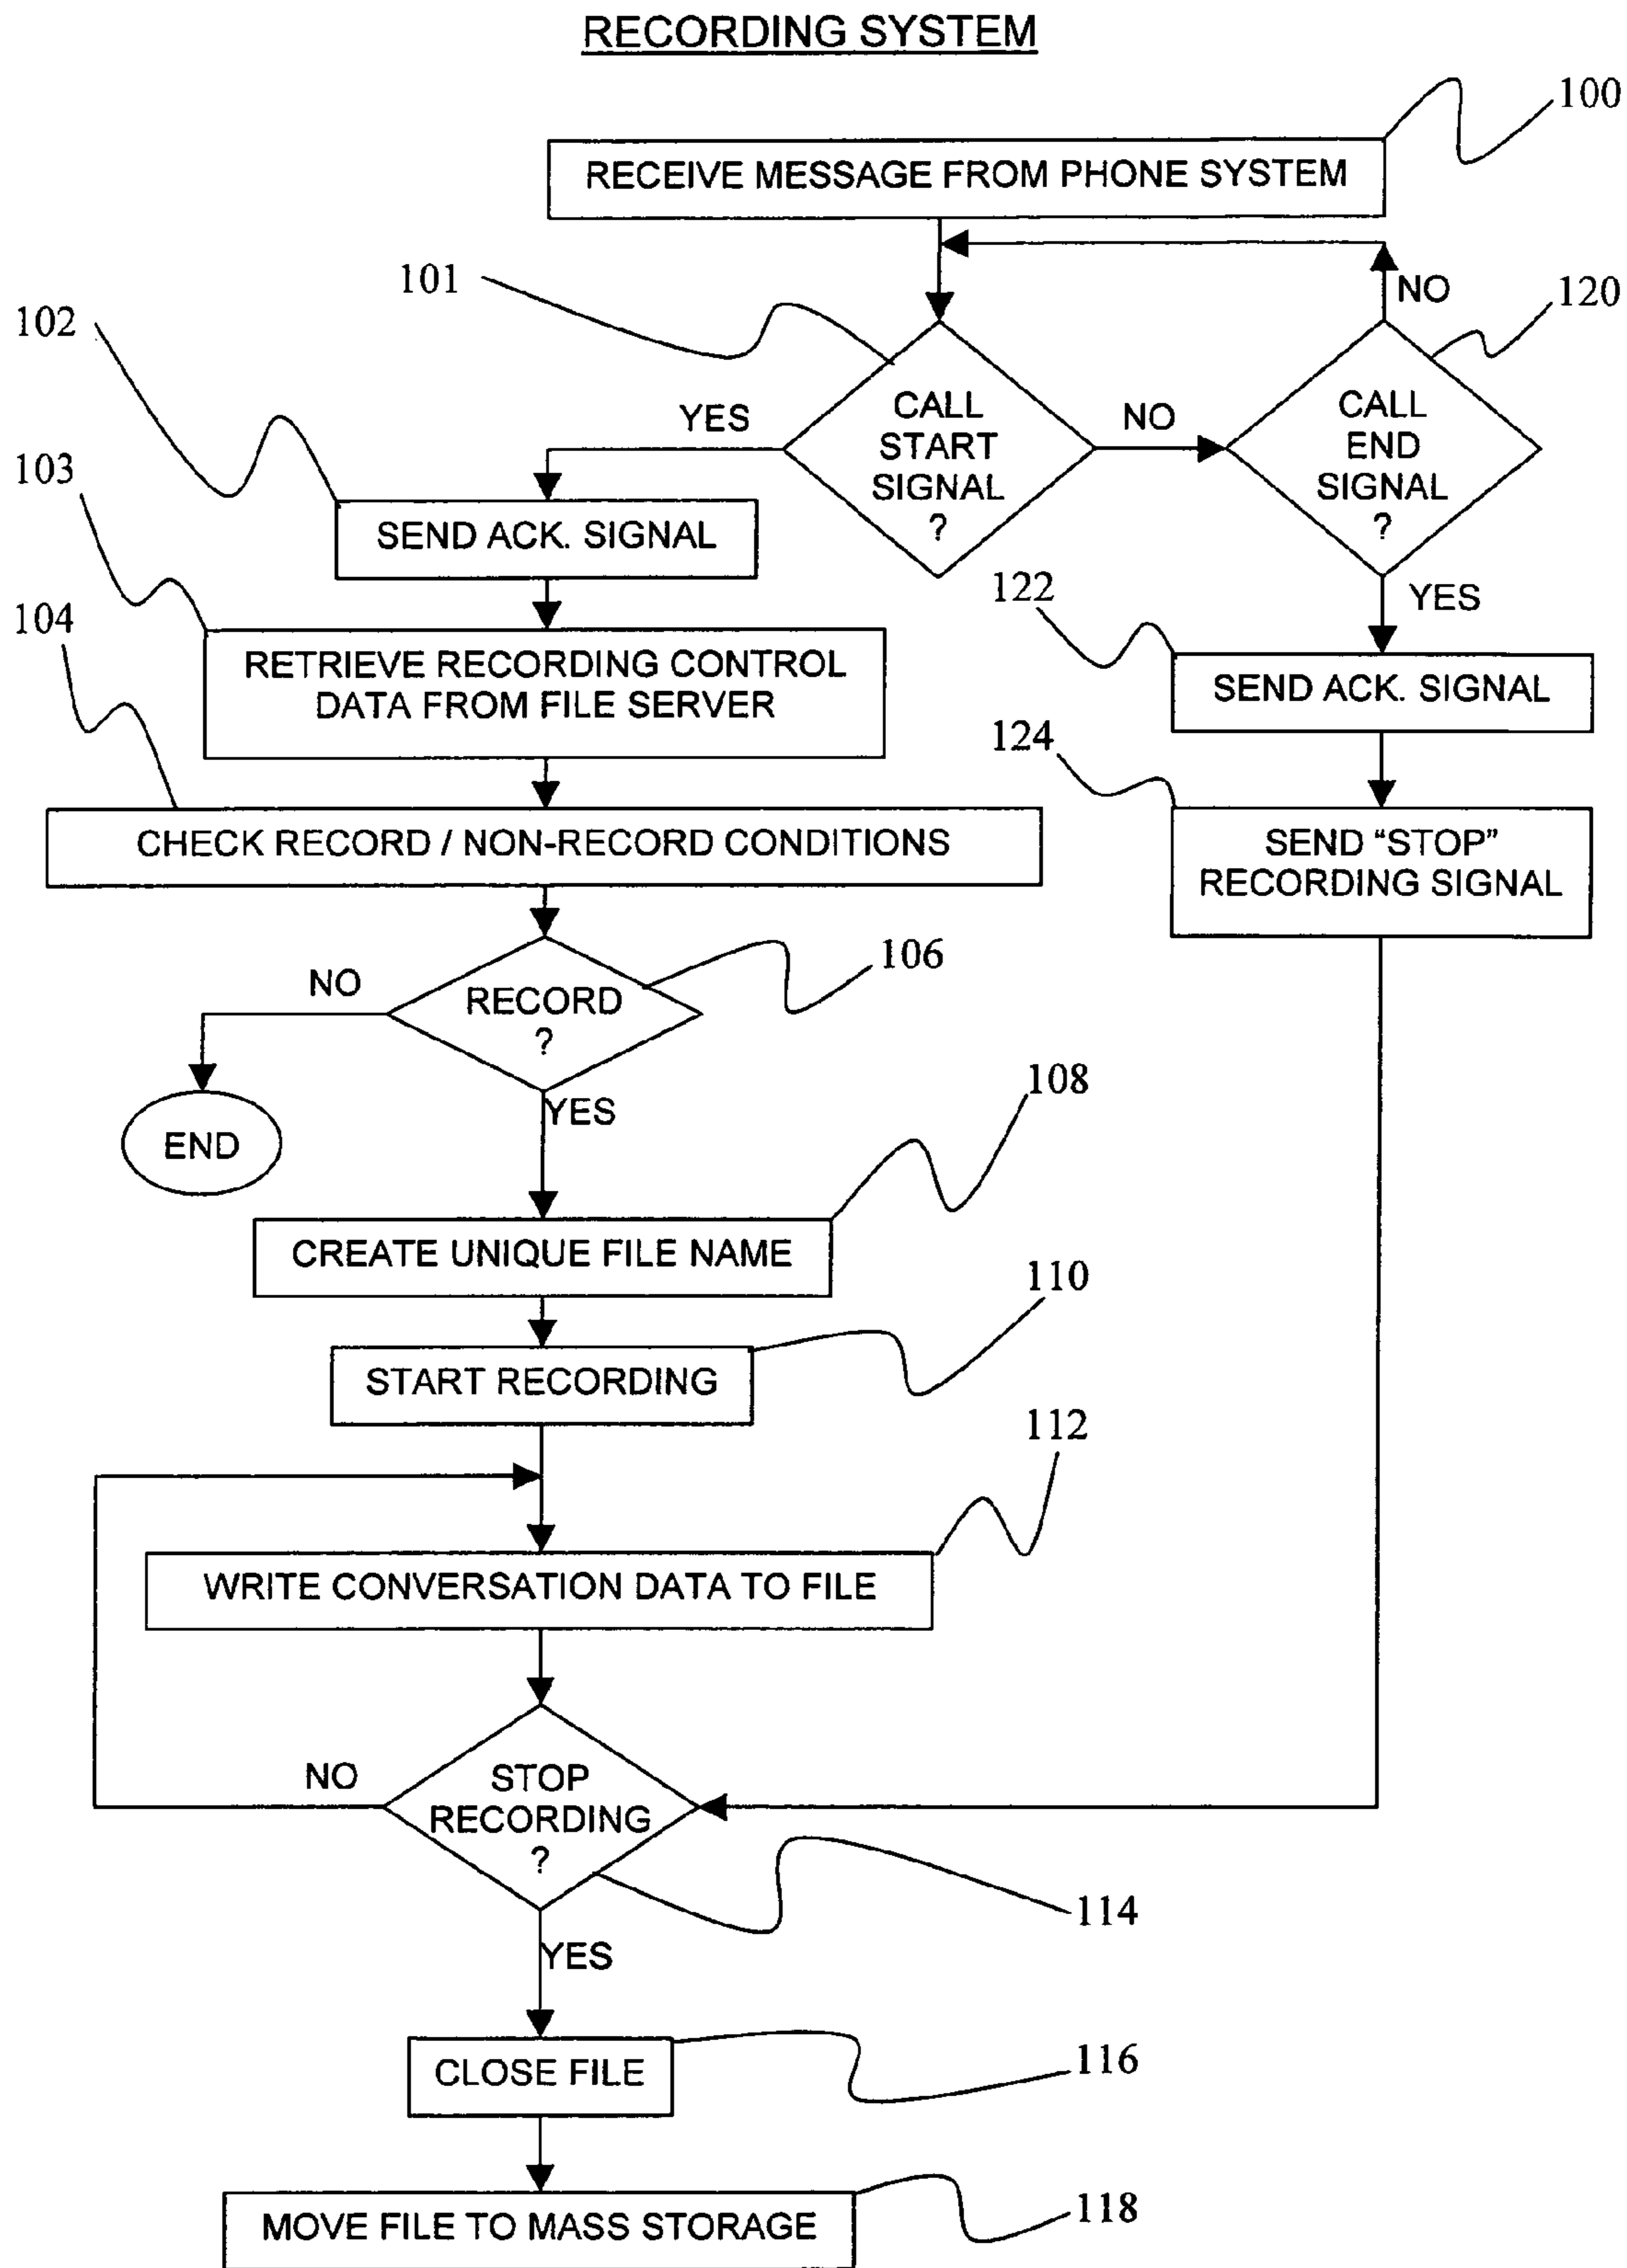 RECORDING SYSTEM
100
RECEIVE MESSAGE FROM PHONE SYSTEM
101
NO
120
102
CALL
START
SIGNAL
?
YES
NO
CALL
END
SIGNAL
?
103
SEND ACK. SIGNAL
122
YES
104
RETRIEVE RECORDING CONTROL
DATA FROM FILE SERVER
SEND ACK. SIGNAL
124
CHECK RECORD / NON-RECORD CONDITIONS
SEND “STOP”
RECORDING SIGNAL
106
NO
RECORD
?
108
YES
END
CREATE UNIQUE FILE NAME
110
START RECORDING
112
WRITE CONVERSATION DATA TO FILE
NO
STOP
RECORDING
?
114
YES
116
CLOSE FILE
118
MOVE FILE TO MASS STORAGE